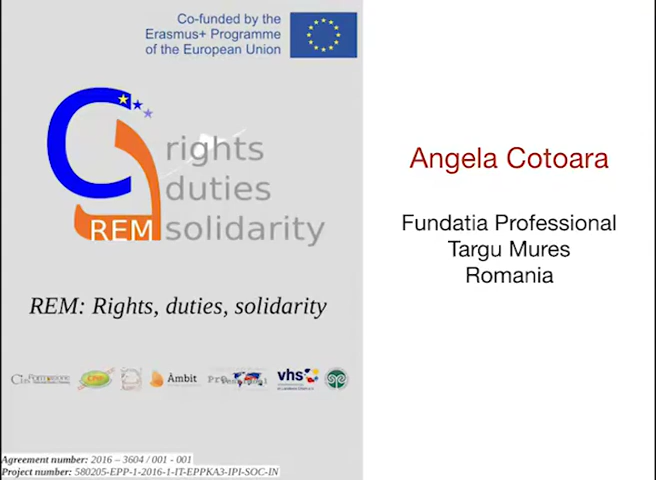 Co-funded by the
Erasmus+ Programme
of the European Union
rights
duties
solidarity
REM
REM: Rights, duties, solidarity
Àmbit
vhs
Agreement number: 2016 – 3604 / 001 - 001
Project number: 580205-EPP-1-2016-1-IT-EPPKA3-IPI-SOC-IN
Angela Cotoara
Fundatia Professional
Targu Mures
Romania